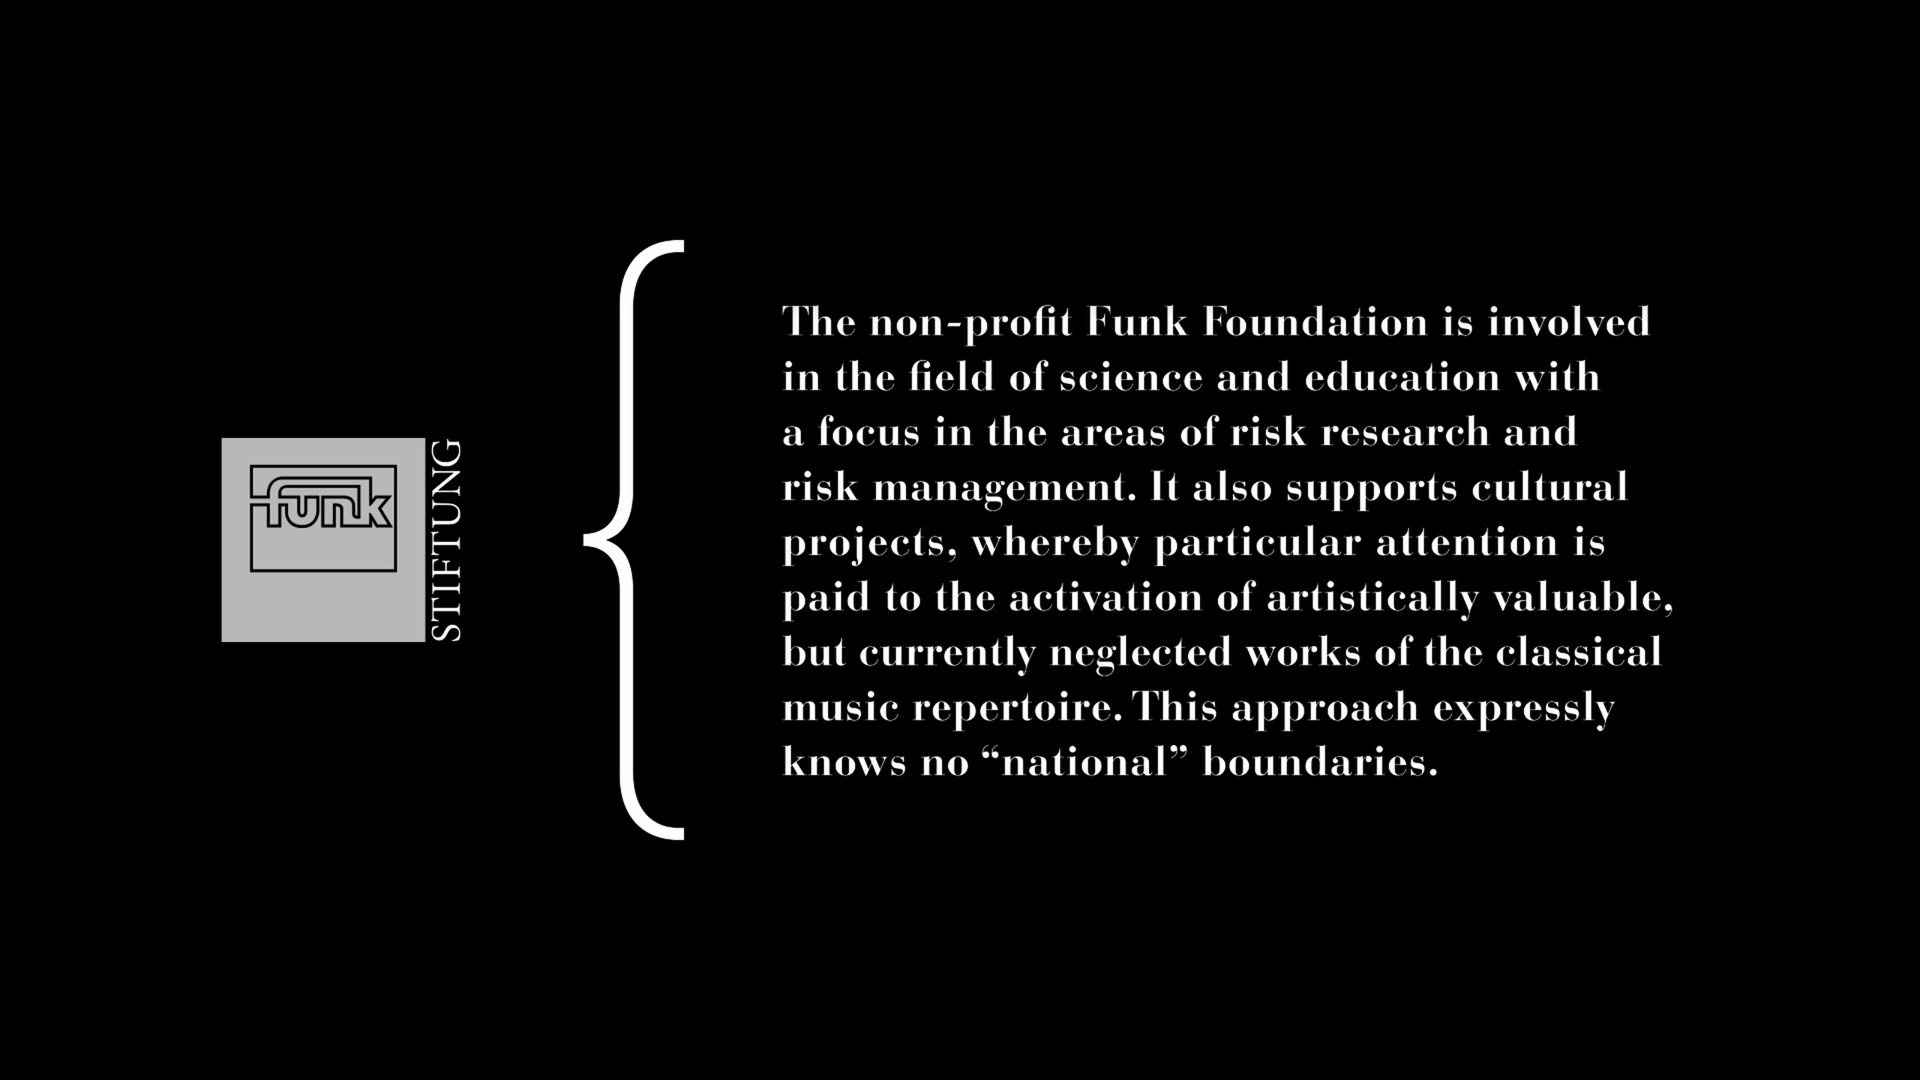 funk
STIFTUNG
The non-profit Funk Foundation is involved
in the field of science and education with
a focus in the areas of risk research and
risk management. It also supports cultural
projects, whereby particular attention is
paid to the activation of artistically valuable,
but currently neglected works of the classical
music repertoire. This approach expressly
knows no “national” boundaries.